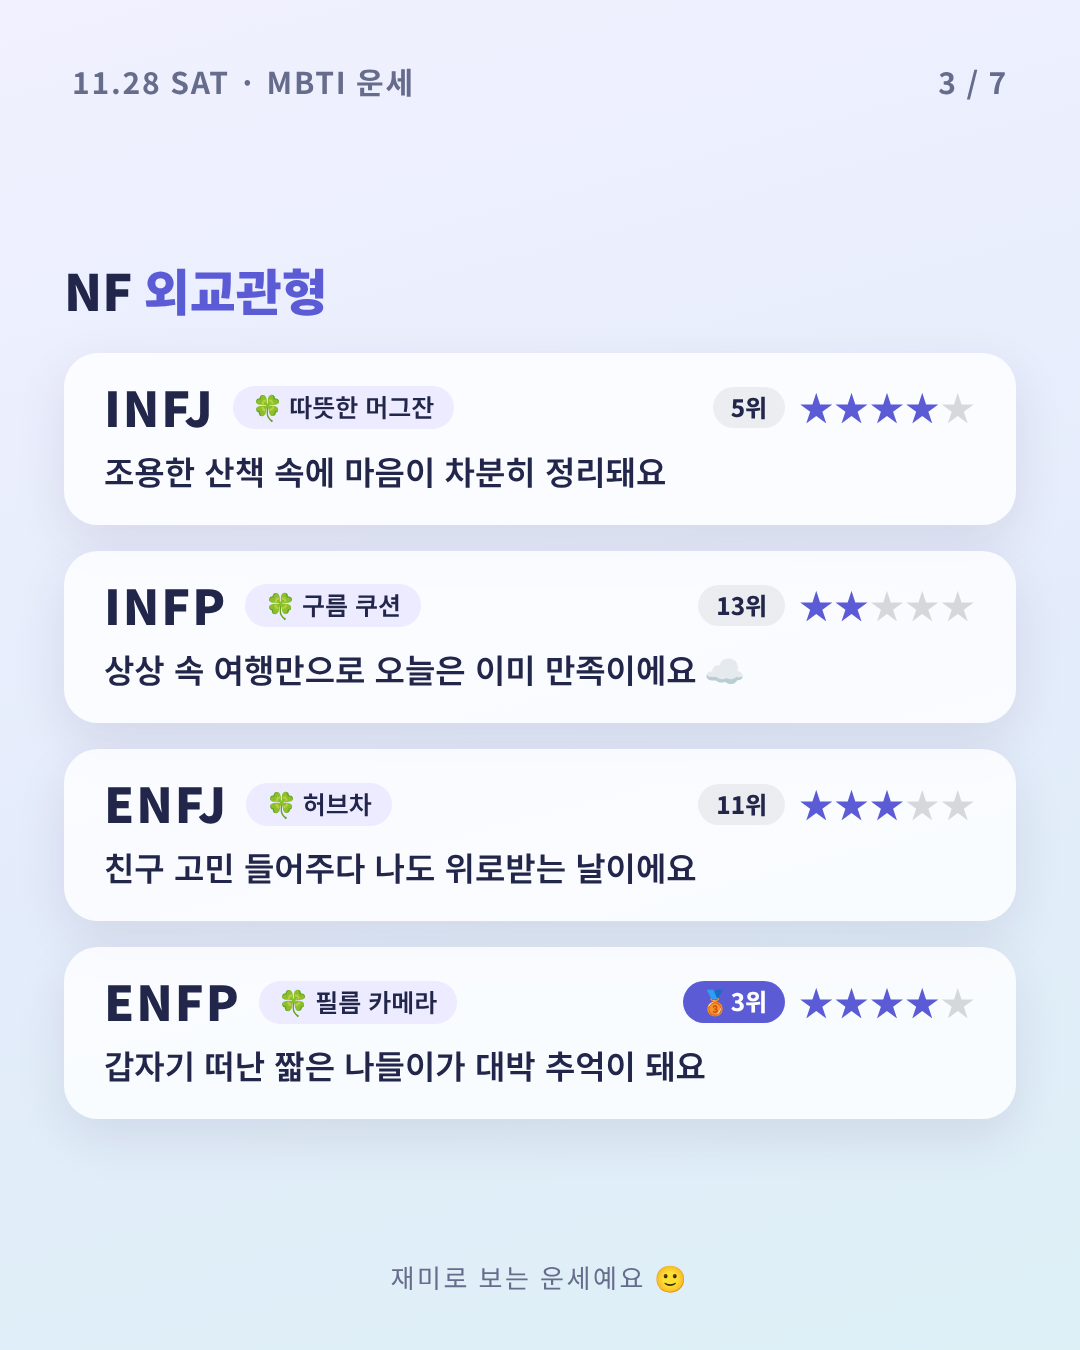 11.28 SAT · MBTI 운세
3 / 7
NF 외교관형
INFJ 🍀 따뜻한 머그잔 5위 ★★★★★
조용한 산책 속에 마음이 차분히 정리돼요
INFP 🍀 구름 쿠션 13위 ★★★★★
상상 속 여행만으로 오늘은 이미 만족이에요 ☁️
ENFJ 🍀 허브차 11위 ★★★★★
친구 고민 들어주다 나도 위로받는 날이에요
ENFP 🍀 필름 카메라 🥉 3위 ★★★★★
갑자기 떠난 짧은 나들이가 대박 추억이 돼요
재미로 보는 운세예요 🙂